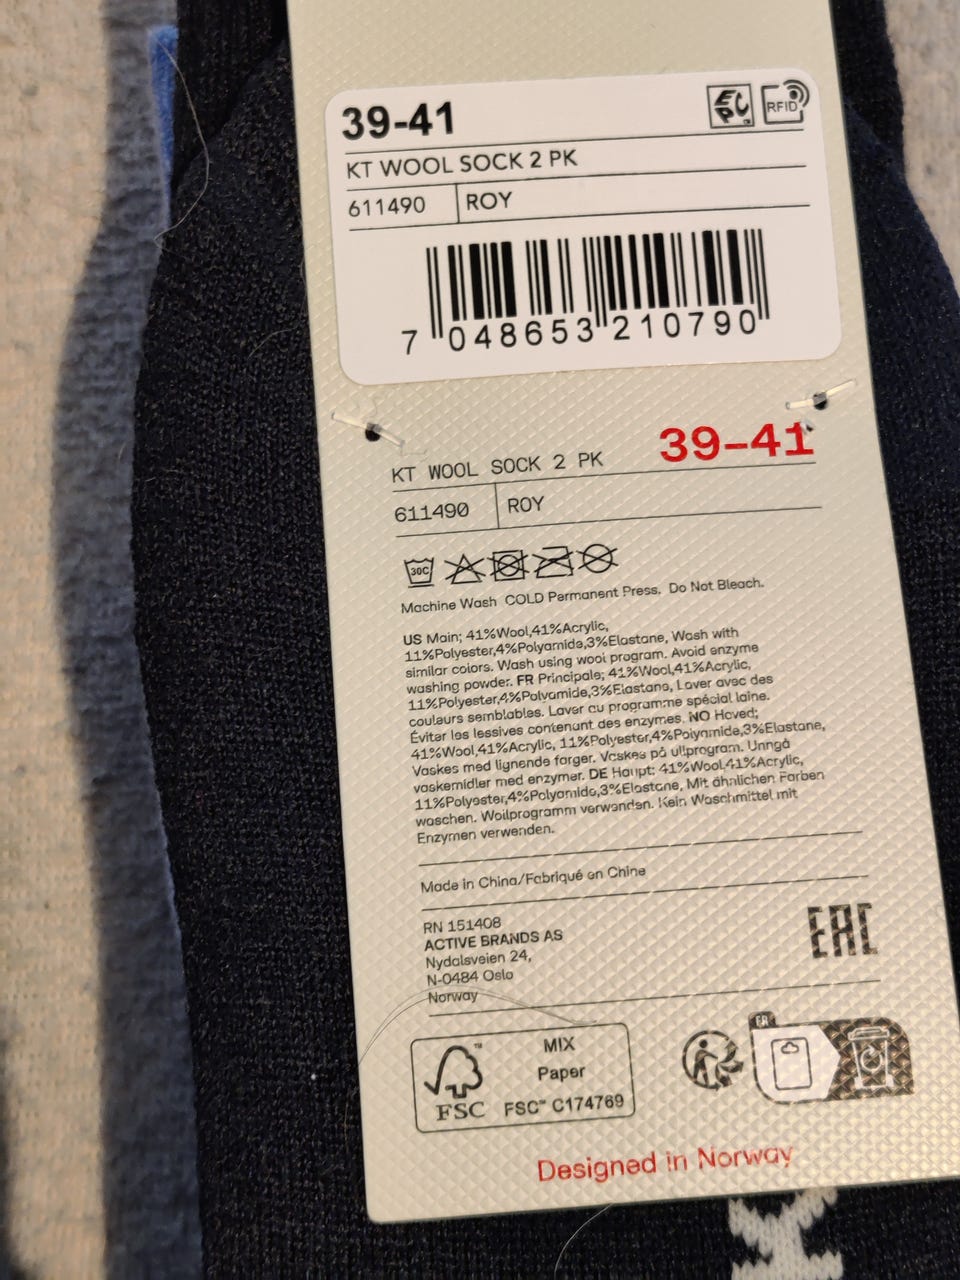 39-41
EPC
RFID
KT WOOL SOCK 2 PK
611490 ROY
7 048653 210790
39-41
KT WOOL SOCK 2 PK
611490 ROY
30C
Machine Wash COLD Permanent Press. Do Not Bleach.
US Main; 41%Wool,41%Acrylic,
11%Polyester,4%Polyamide,3%Elastane, Wash with
similar colors. Wash using wool program. Avoid enzyme
washing powder. FR Principale; 41%Wool,41%Acrylic,
11%Polyester,4%Polyamide,3%Elastane, Laver avec des
couleurs semblables. Laver au programme spécial laine.
Éviter les lessives contenant des enzymes. NO Hoved;
41%Wool,41%Acrylic, 11%Polyester,4%Polyamide,3%Elastane,
Vaskes med lignende farger. Vaskes på ullprogram. Unngå
vaskemidler med enzymer. DE Haupt; 41%Wool,41%Acrylic,
11%Polyester,4%Polyamide,3%Elastane, Mit ähnlichen Farben
waschen. Wollprogramm verwenden. Kein Waschmittel mit
Enzymen verwenden.
Made in China/Fabriqué en Chine
RN 151408
ACTIVE BRANDS AS
Nydalsveien 24,
N-0484 Oslo
Norway
EAC
FR
FSC™
MIX
Paper
FSC™ C174769
Designed in Norway